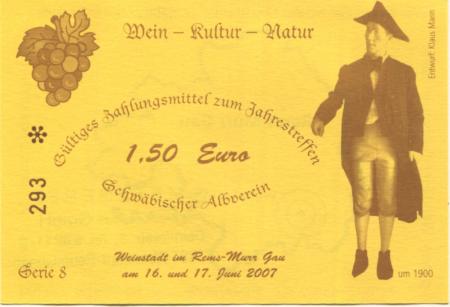 Wein – Kultur – Natur
Entwurf: Klaus Mann
Gültiges Zahlungsmittel zum Jahrestreffen
1,50 Euro
Schwäbischer Albverein
293 *
Weinstadt im Rems-Murr Gau
am 16. und 17. Juni 2007
Serie 8
um 1900